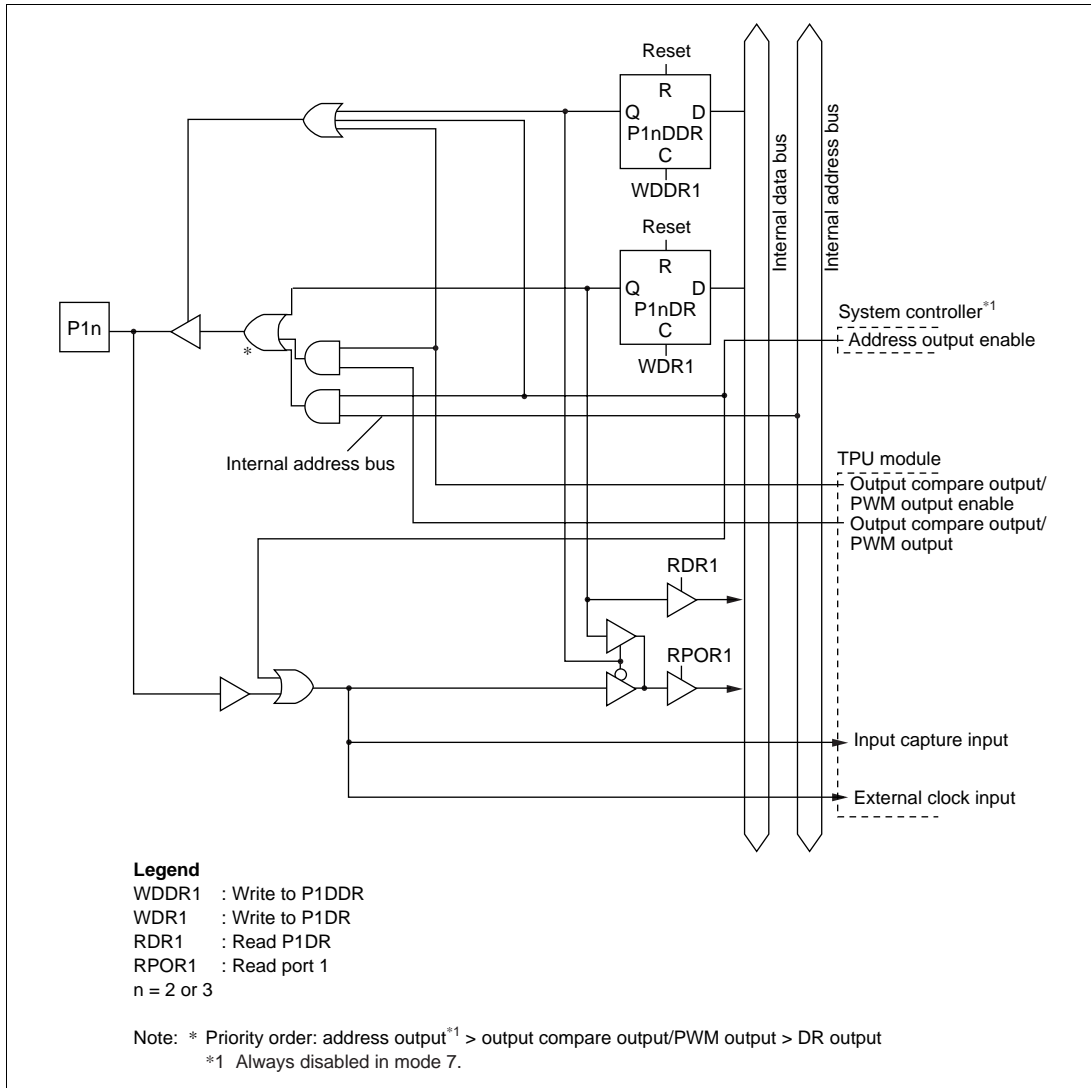 Reset
R
Q D
P1nDDR
C
WDDR1
Reset
R
Q D
P1nDR
C
WDR1
Internal data bus
Internal address bus
P1n
*
System controller*1
Address output enable
Internal address bus
TPU module
Output compare output/
PWM output enable
Output compare output/
PWM output
RDR1
RPOR1
Input capture input
External clock input
Legend
WDDR1 : Write to P1DDR
WDR1 : Write to P1DR
RDR1 : Read P1DR
RPOR1 : Read port 1
n = 2 or 3
Note: * Priority order: address output*1 > output compare output/PWM output > DR output
*1 Always disabled in mode 7.